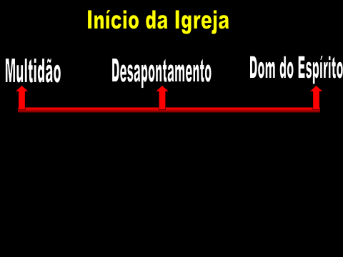 Início da Igreja
Multidão Desapontamento Dom do Espírito